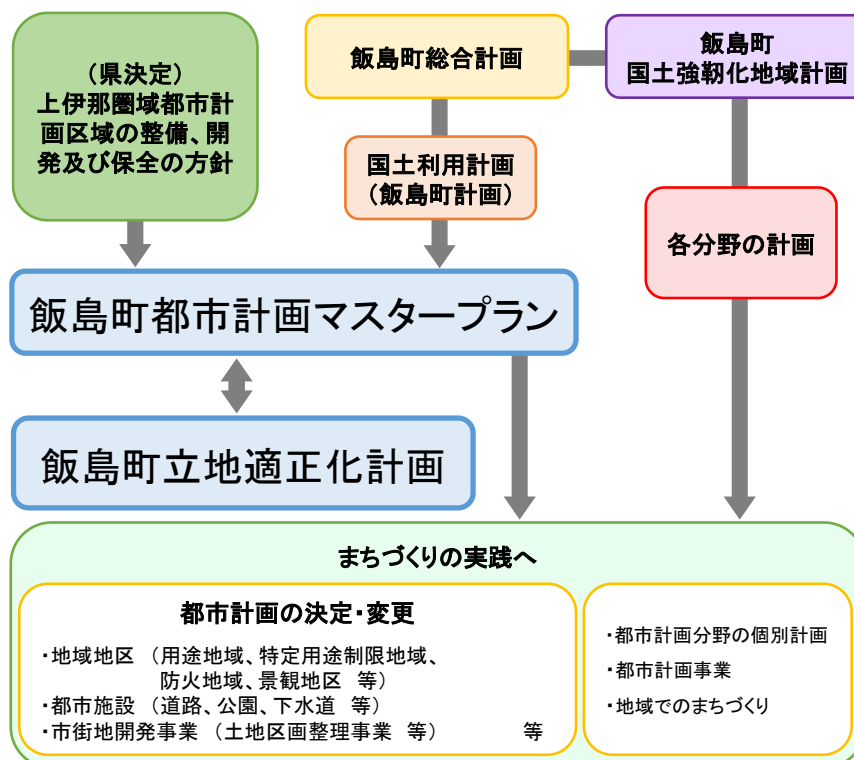 （県決定）
上伊那圏域都市計
画区域の整備、開
発及び保全の方針
飯島町総合計画
飯島町
国土強靭化地域計画
国土利用計画
（飯島町計画）
各分野の計画
飯島町都市計画マスタープラン
飯島町立地適正化計画
まちづくりの実践へ
都市計画の決定・変更
・地域地区 （用途地域、特定用途制限地域、
防火地域、景観地区 等）
・都市施設 （道路、公園、下水道 等）
・市街地開発事業 （土地区画整理事業 等） 等
・都市計画分野の個別計画
・都市計画事業
・地域でのまちづくり